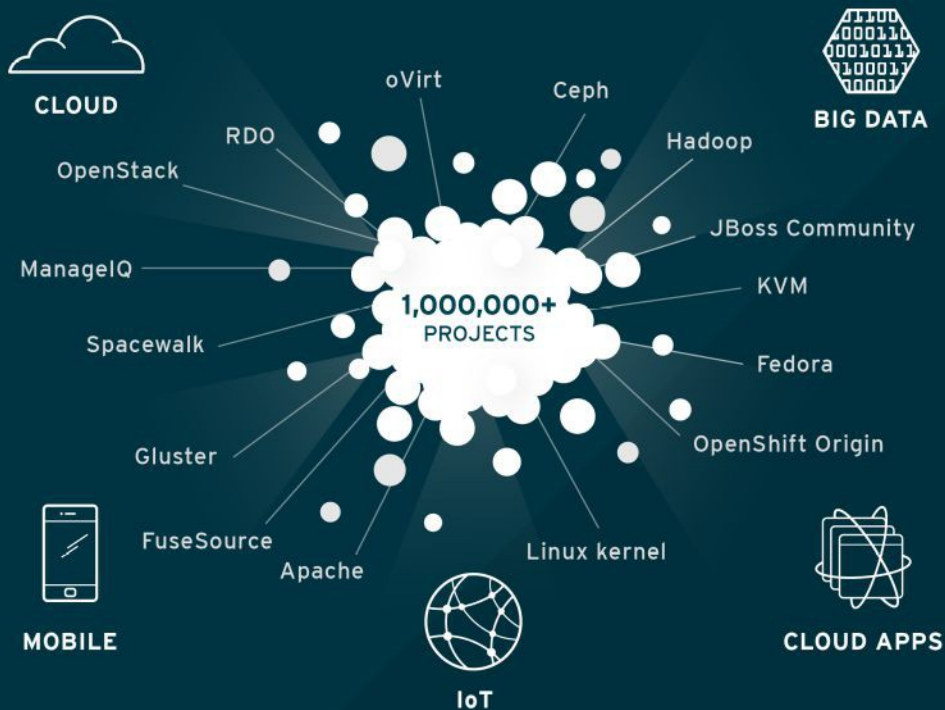 oVirt
Ceph
CLOUD
BIG DATA
RDO
Hadoop
OpenStack
JBoss Community
ManageIQ
KVM
1,000,000+
PROJECTS
Spacewalk
Fedora
OpenShift Origin
Gluster
FuseSource
Linux kernel
Apache
MOBILE
CLOUD APPS
IoT